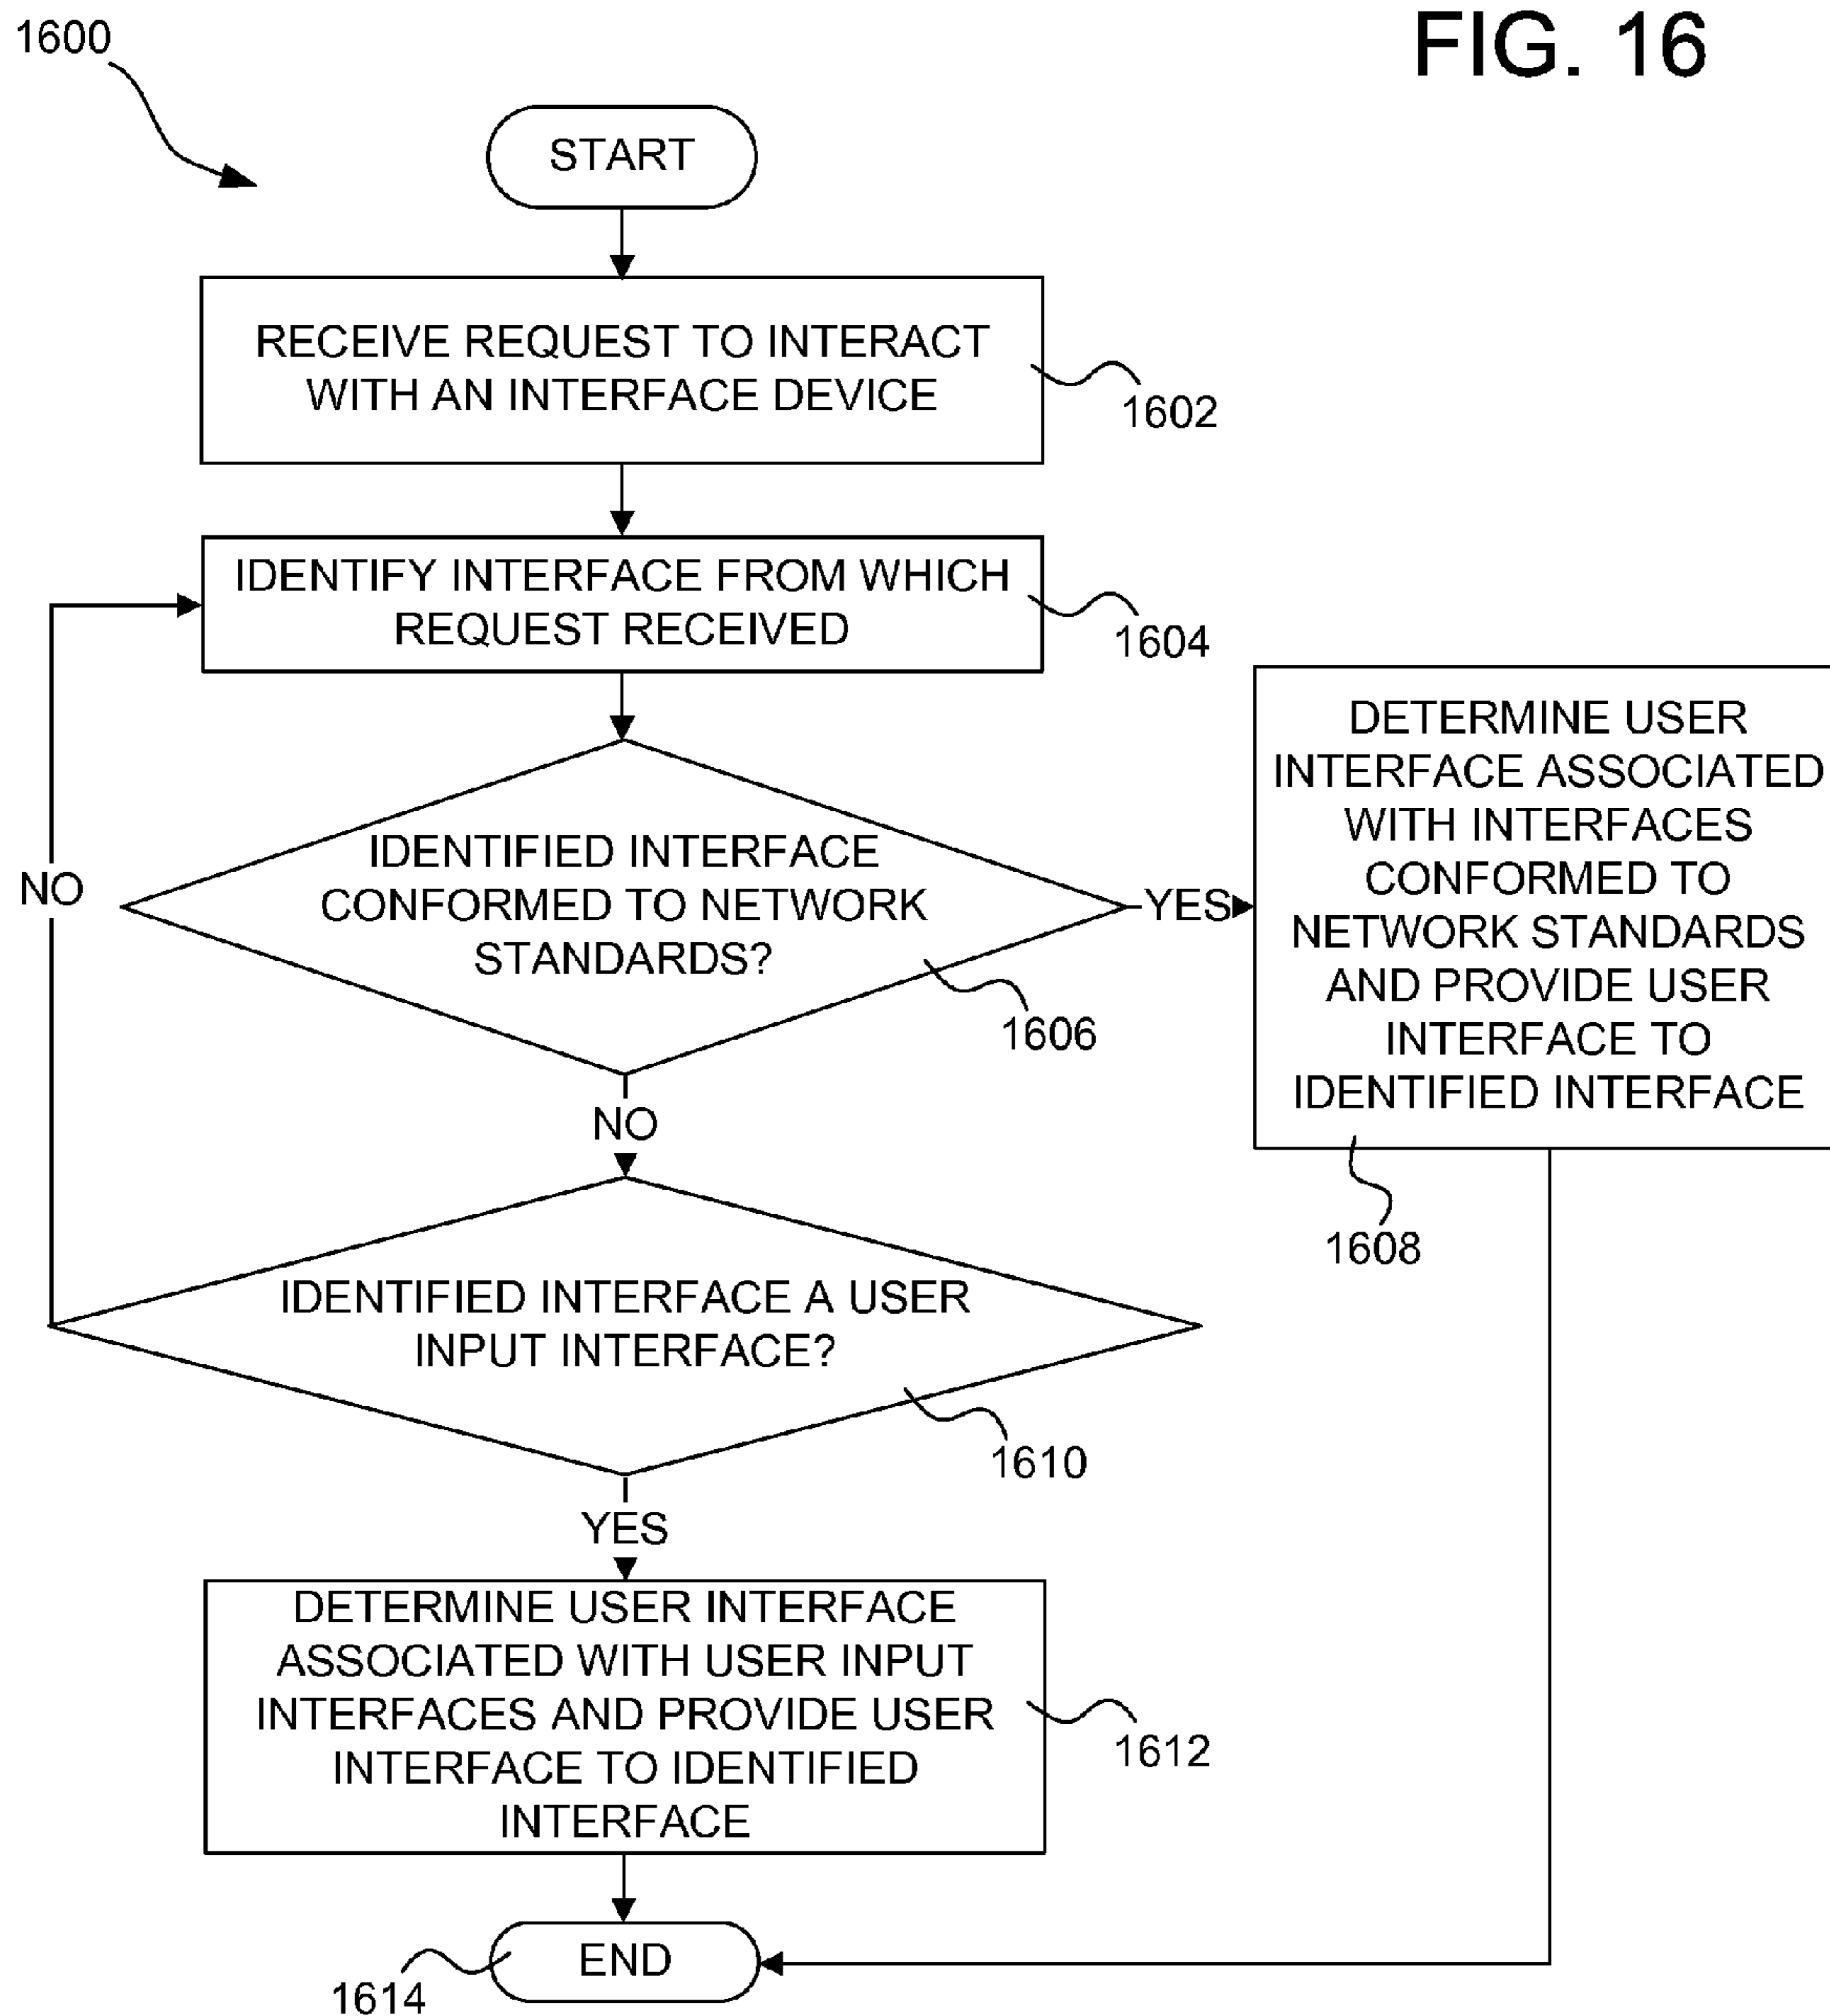 FIG. 16
1600
START
RECEIVE REQUEST TO INTERACT
WITH AN INTERFACE DEVICE
1602
IDENTIFY INTERFACE FROM WHICH
REQUEST RECEIVED
1604
IDENTIFIED INTERFACE
CONFORMED TO NETWORK
STANDARDS?
1606
YES
DETERMINE USER
INTERFACE ASSOCIATED
WITH INTERFACES
CONFORMED TO
NETWORK STANDARDS
AND PROVIDE USER
INTERFACE TO
IDENTIFIED INTERFACE
1608
NO
NO
IDENTIFIED INTERFACE A USER
INPUT INTERFACE?
1610
YES
DETERMINE USER INTERFACE
ASSOCIATED WITH USER INPUT
INTERFACES AND PROVIDE USER
INTERFACE TO IDENTIFIED
INTERFACE
1612
END
1614